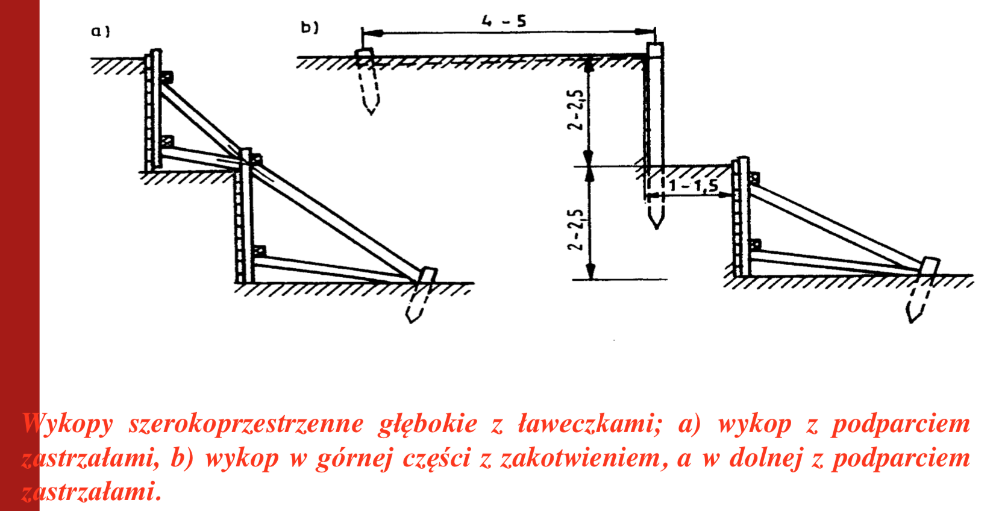 a)
b)
4 - 5
2-2,5
1-1,5
2-2,5
Wykopy szerokoprzestrzenne głębokie z ławeczkami; a) wykop z podparciem
zastrzałami, b) wykop w górnej części z zakotwieniem, a w dolnej z podparciem
zastrzałami.